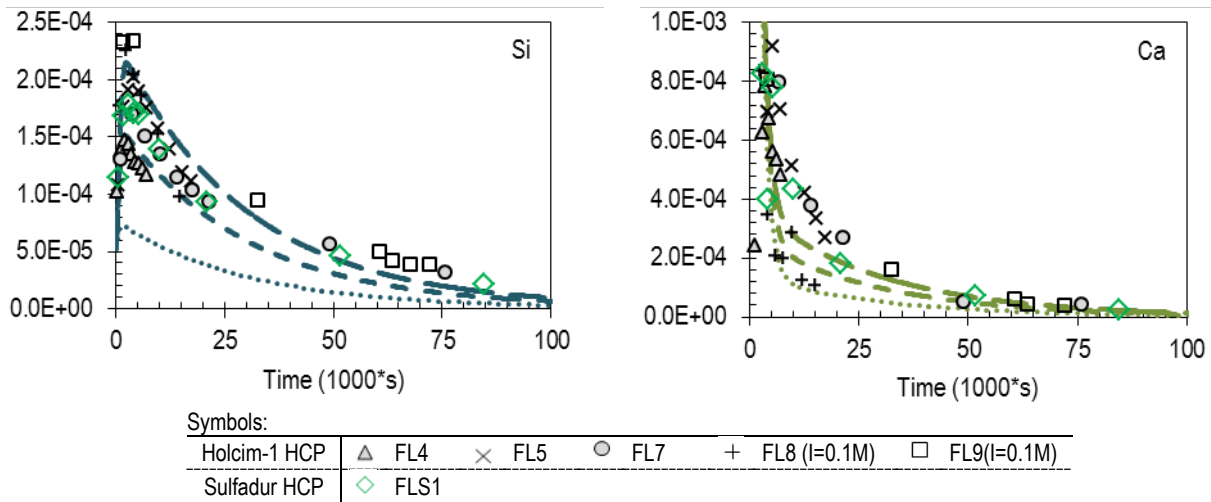 2.5E-04
2.0E-04
1.5E-04
1.0E-04
5.0E-05
0.0E+00
Si
0 25 50 75 100
Time (1000*s)
1.0E-03
8.0E-04
6.0E-04
4.0E-04
2.0E-04
0.0E+00
Ca
0 25 50 75 100
Time (1000*s)
Symbols:
Holcim-1 HCP FL4 FL5 FL7 FL8 (I=0.1M) FL9(I=0.1M)
Sulfadur HCP FLS1